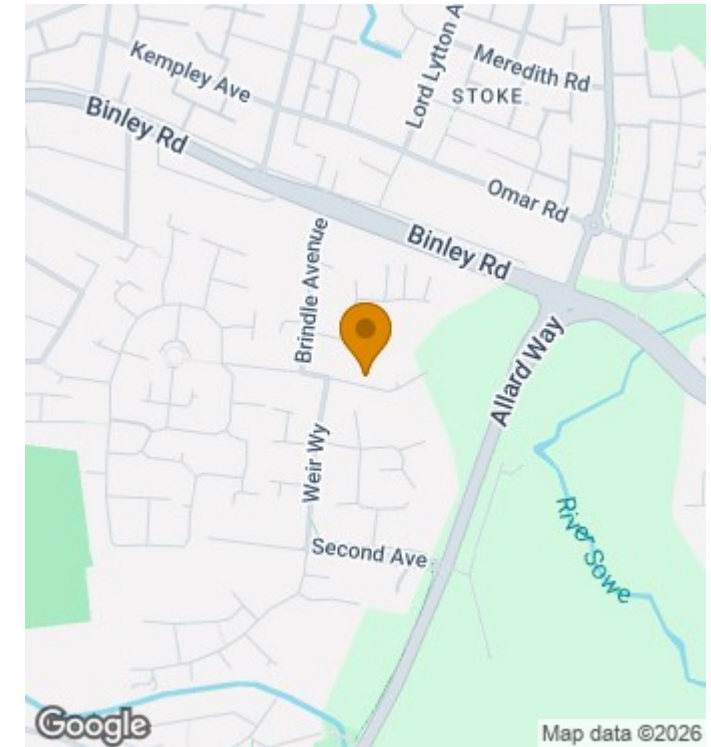 Kempley Ave
Binley Rd
Lord Lytton A
Meredith Rd
STOKE
Omar Rd
Binley Rd
Brindle Avenue
Allard Way
Weir Wy
Second Ave
River Sowe
Google
Map data ©2026